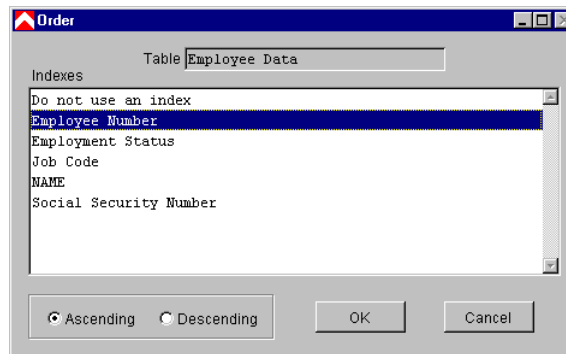 Order
Table Employee Data
Indexes
Do not use an index
Employee Number
Employment Status
Job Code
NAME
Social Security Number
Ascending Descending OK Cancel